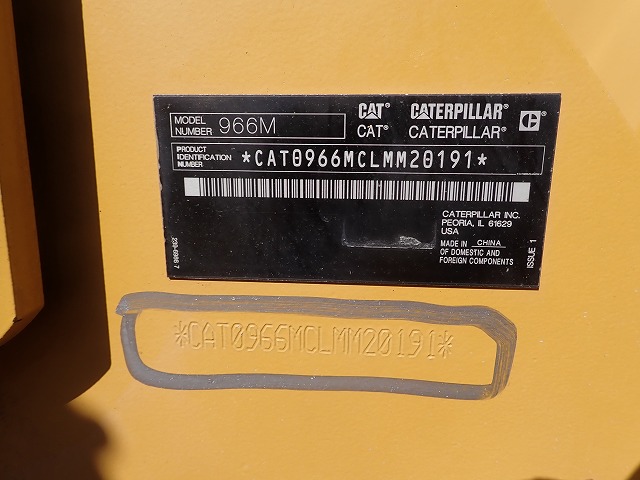 MODEL NUMBER 966M
CAT® CATERPILLAR®
CAT® CATERPILLAR®
PRODUCT IDENTIFICATION NUMBER *CAT0966MCLMM20191*
CATERPILLAR INC.
PEORIA, IL 61629
USA
MADE IN CHINA
OF DOMESTIC AND
FOREIGN COMPONENTS
ISSUE 1
*CAT0966MCLMM20191*